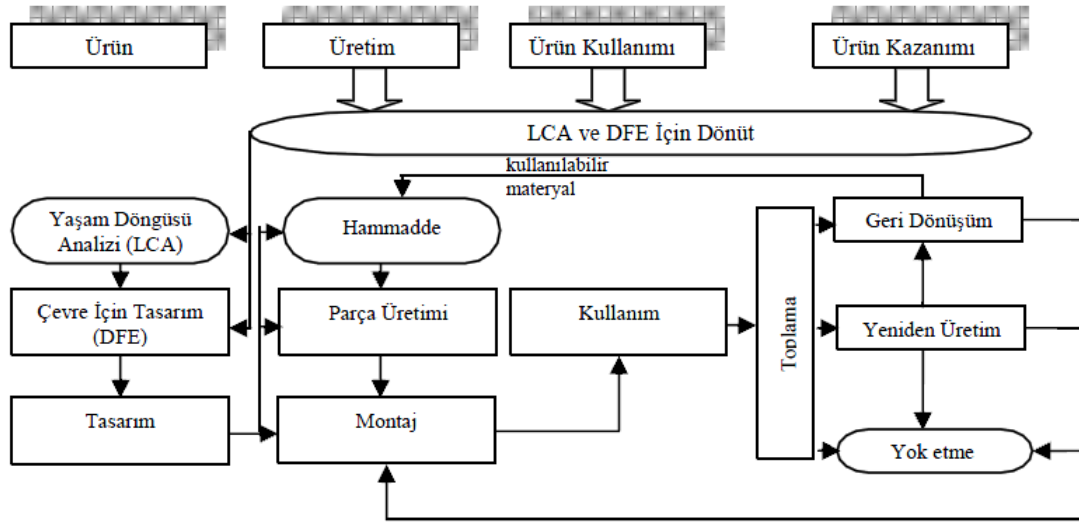 Ürün
Üretim
Ürün Kullanımı
Ürün Kazanımı
LCA ve DFE İçin Dönüt
kullanılabilir
materyal
Yaşam Döngüsü
Analizi (LCA)
Hammadde
Geri Dönüşüm
Çevre İçin Tasarım
(DFE)
Parça Üretimi
Kullanım
Toplama
Yeniden Üretim
Tasarım
Montaj
Yok etme